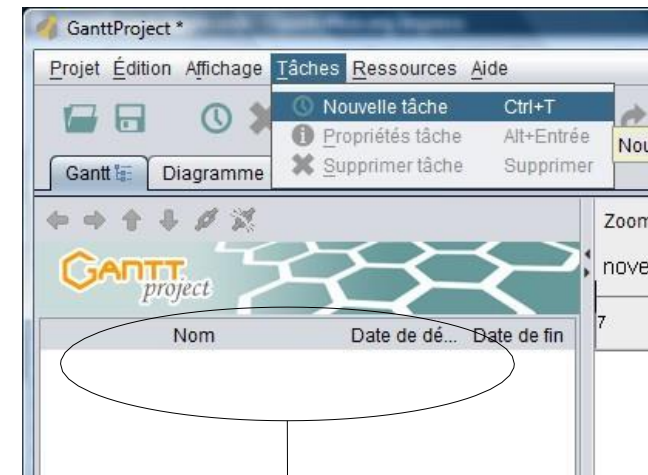 GanttProject *
Projet Édition Affichage Tâches Ressources Aide
Nouvelle tâche Ctrl+T
Propriétés tâche Alt+Entrée
Supprimer tâche Supprimer
Nou
Gantt Diagramme
Zoom
GANTT
project
nove
7
Nom Date de dé... Date de fin